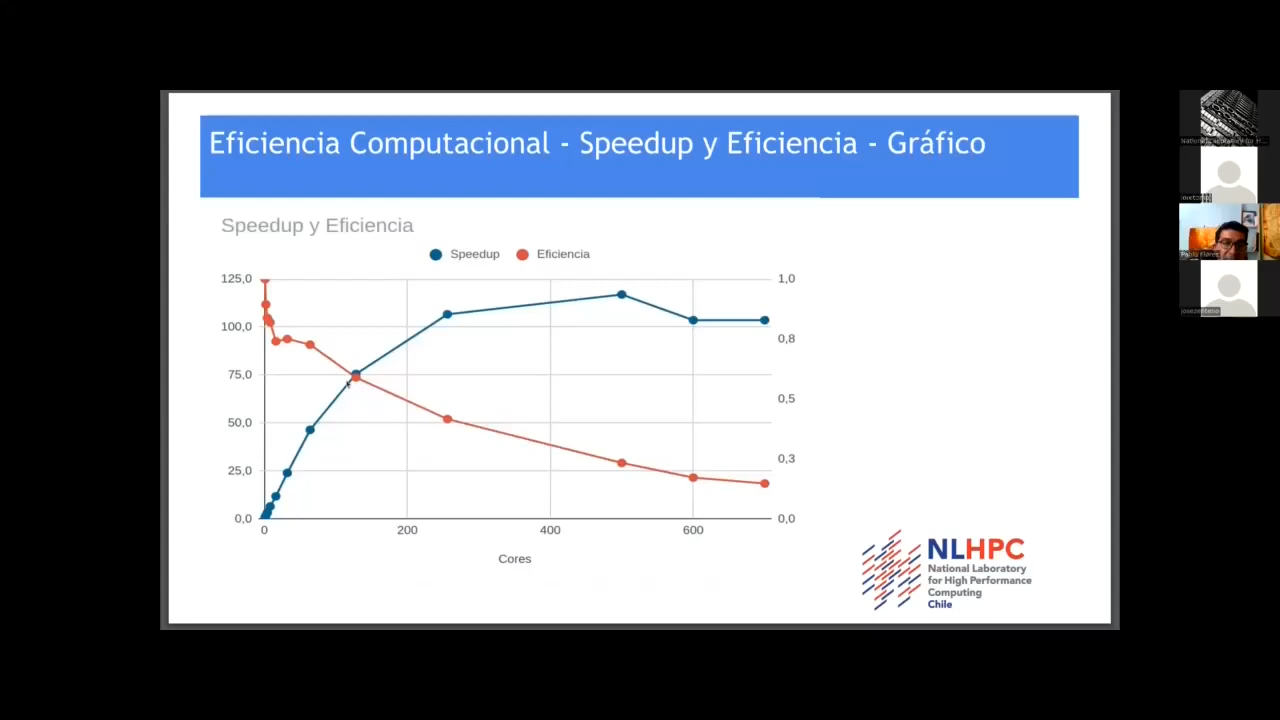 Eficiencia Computacional - Speedup y Eficiencia - Gráfico
Speedup y Eficiencia
Speedup
Eficiencia
125,0
100,0
75,0
50,0
25,0
0,0
1,0
0,8
0,5
0,3
0,0
0
200
400
600
Cores
NLHPC
National Laboratory
for High Performance
Computing
Chile
Pablo Flores